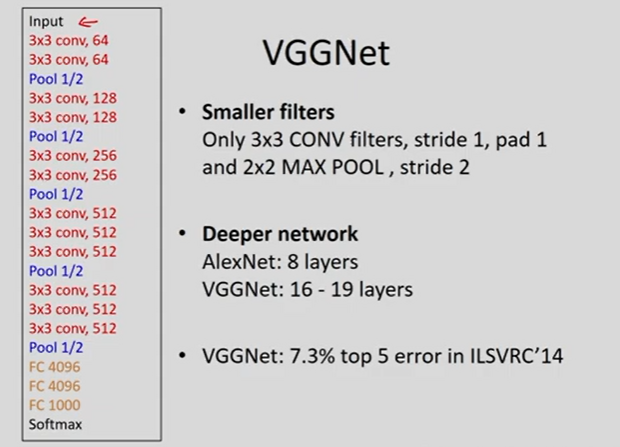 Input
3x3 conv, 64
3x3 conv, 64
Pool 1/2
3x3 conv, 128
3x3 conv, 128
Pool 1/2
3x3 conv, 256
3x3 conv, 256
Pool 1/2
3x3 conv, 512
3x3 conv, 512
3x3 conv, 512
Pool 1/2
3x3 conv, 512
3x3 conv, 512
3x3 conv, 512
Pool 1/2
FC 4096
FC 4096
FC 1000
Softmax
VGGNet
• Smaller filters
Only 3x3 CONV filters, stride 1, pad 1
and 2x2 MAX POOL , stride 2
• Deeper network
AlexNet: 8 layers
VGGNet: 16 - 19 layers
• VGGNet: 7.3% top 5 error in ILSVRC'14